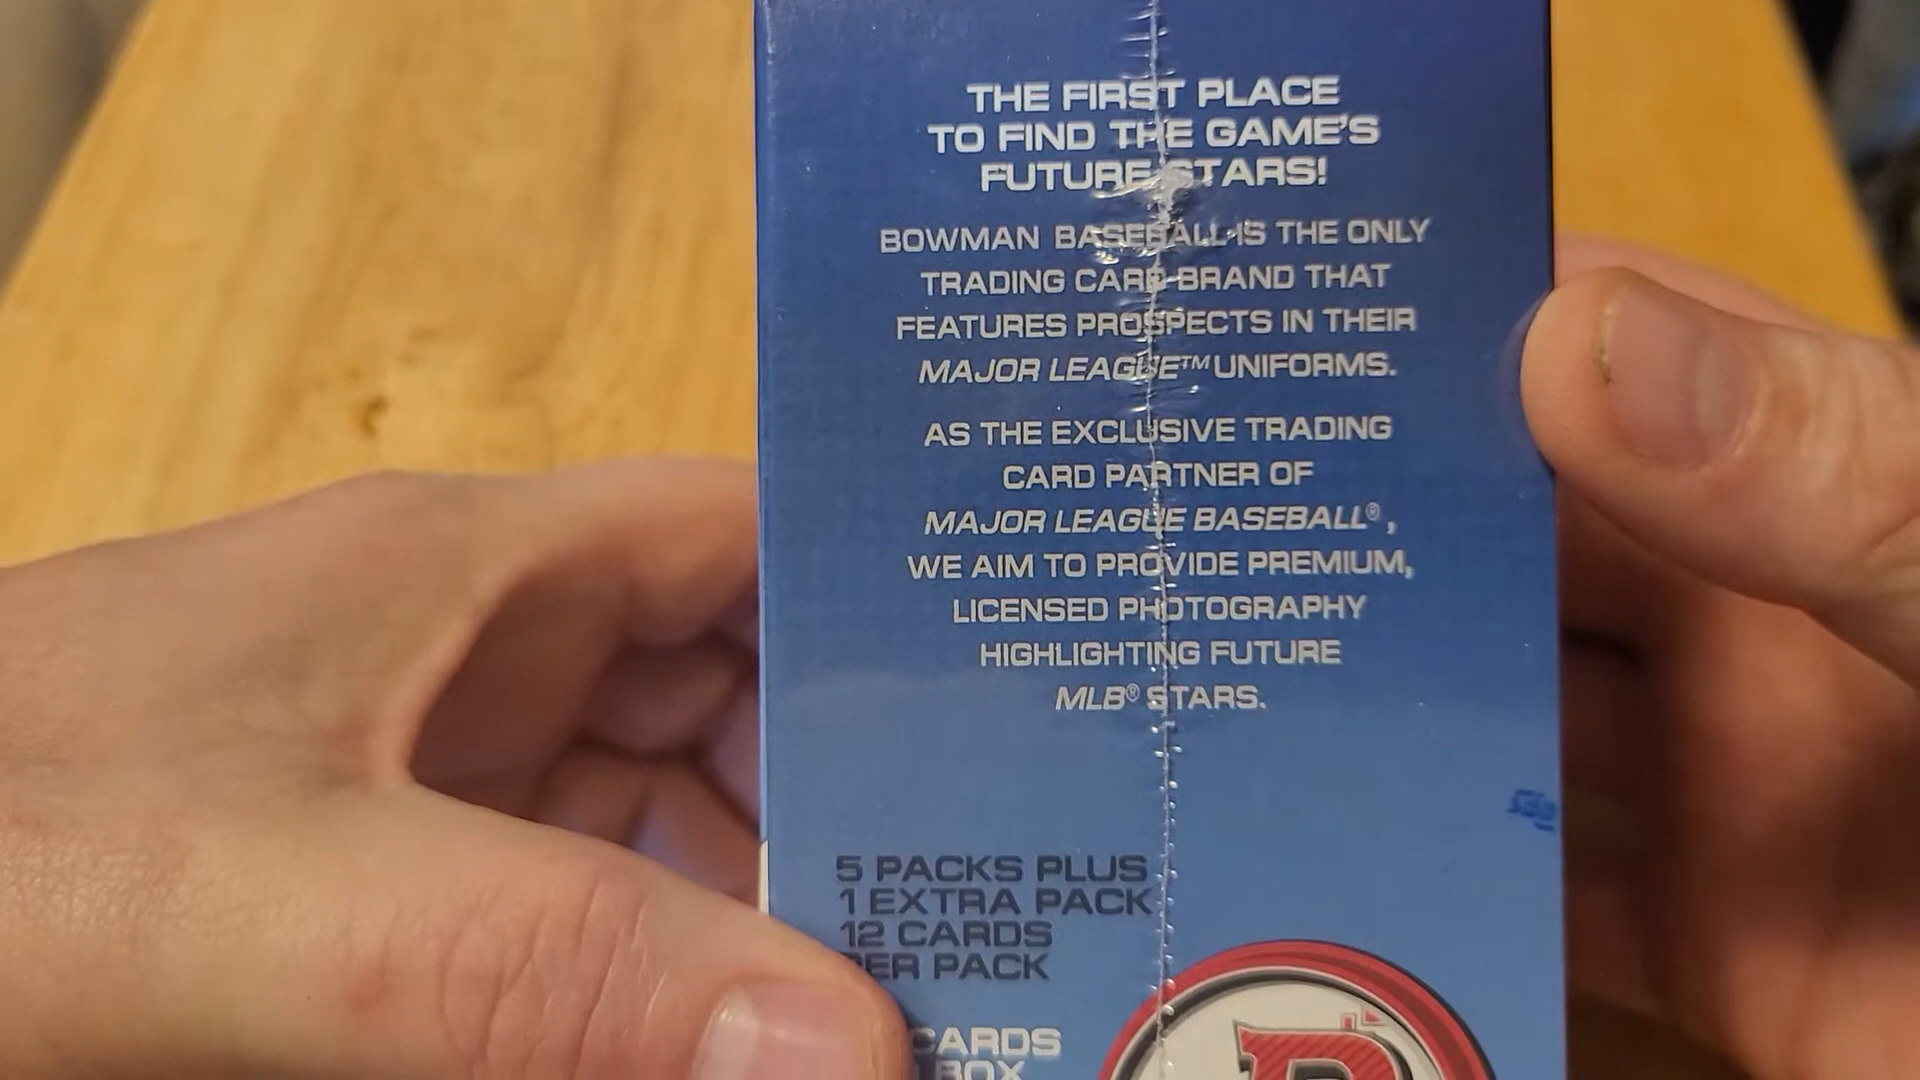 THE FIRST PLACE
TO FIND THE GAME'S
FUTURE STARS!
BOWMAN BASEBALL IS THE ONLY
TRADING CARD BRAND THAT
FEATURES PROSPECTS IN THEIR
MAJOR LEAGUE™ UNIFORMS.
AS THE EXCLUSIVE TRADING
CARD PARTNER OF
MAJOR LEAGUE BASEBALL®,
WE AIM TO PROVIDE PREMIUM,
LICENSED PHOTOGRAPHY
HIGHLIGHTING FUTURE
MLB® STARS.
5 PACKS PLUS
1 EXTRA PACK
12 CARDS
PER PACK
CARDS
BOX
B